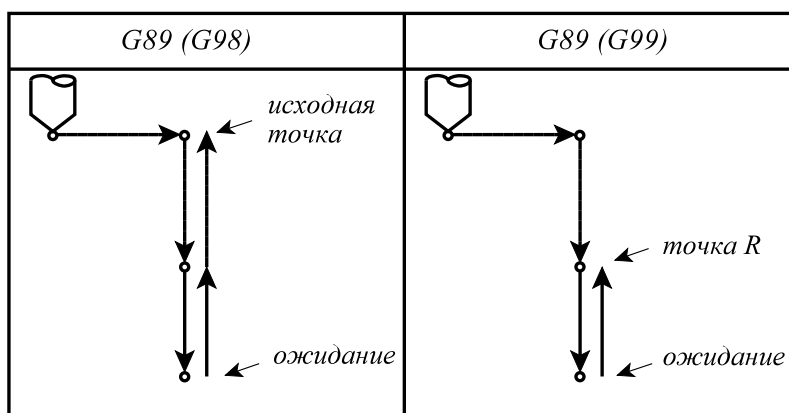 G89 (G98)
G89 (G99)
исходная
точка
ожидание
точка R
ожидание